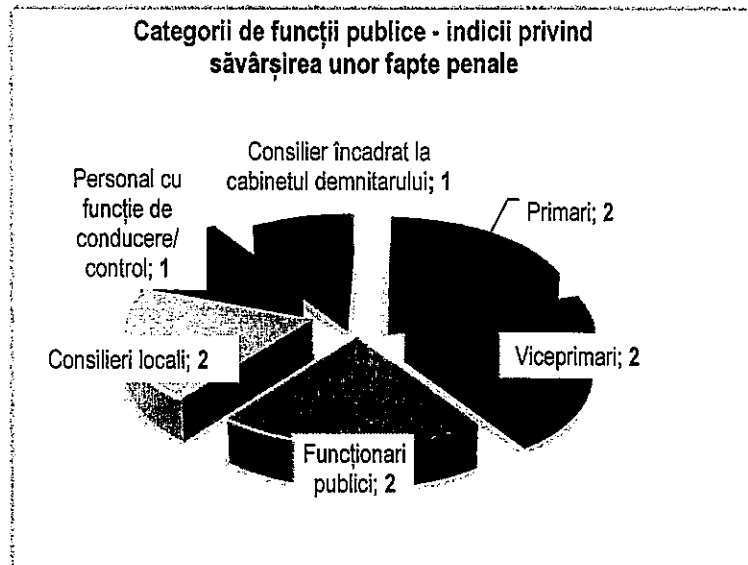 Categorii de funcții publice - indicii privind
săvârșirea unor fapte penale
Consilier încadrat la
cabinetul demnitarului; 1
Personal cu
funcție de
conducere/
control; 1
Primari; 2
Consilieri locali; 2
Viceprimari; 2
Funcționari
publici; 2